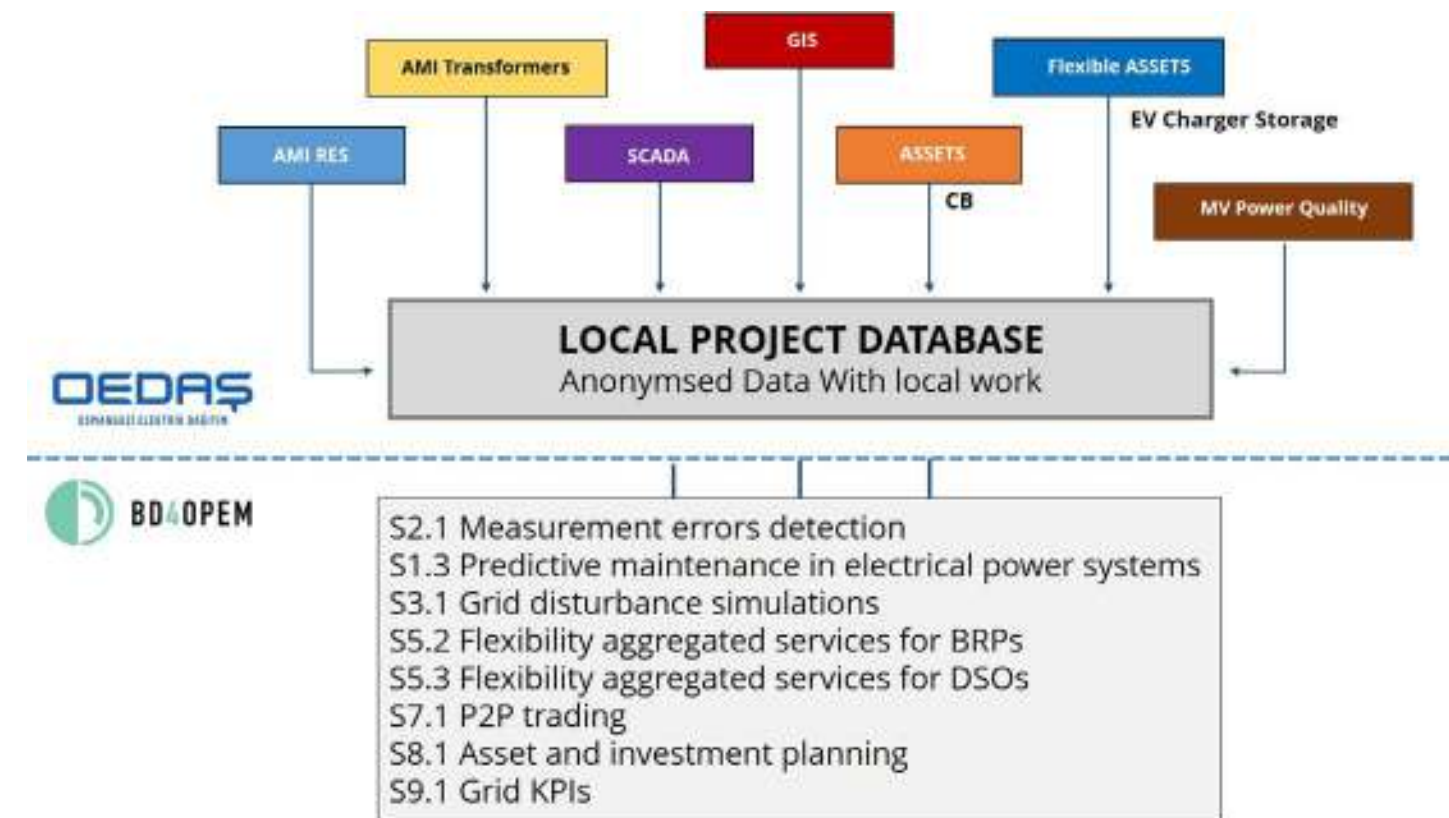 GIS
AMI Transformers
Flexible ASSETS
EV Charger Storage
AMI RES
SCADA
ASSETS
CB
MV Power Quality
LOCAL PROJECT DATABASE
Anonymsed Data With local work
OEDAŞ
OSMANGAZİ ELEKTRİK DAĞITIM
BD4OPEM
S2.1 Measurement errors detection
S1.3 Predictive maintenance in electrical power systems
S3.1 Grid disturbance simulations
S5.2 Flexibility aggregated services for BRPs
S5.3 Flexibility aggregated services for DSOs
S7.1 P2P trading
S8.1 Asset and investment planning
S9.1 Grid KPIs